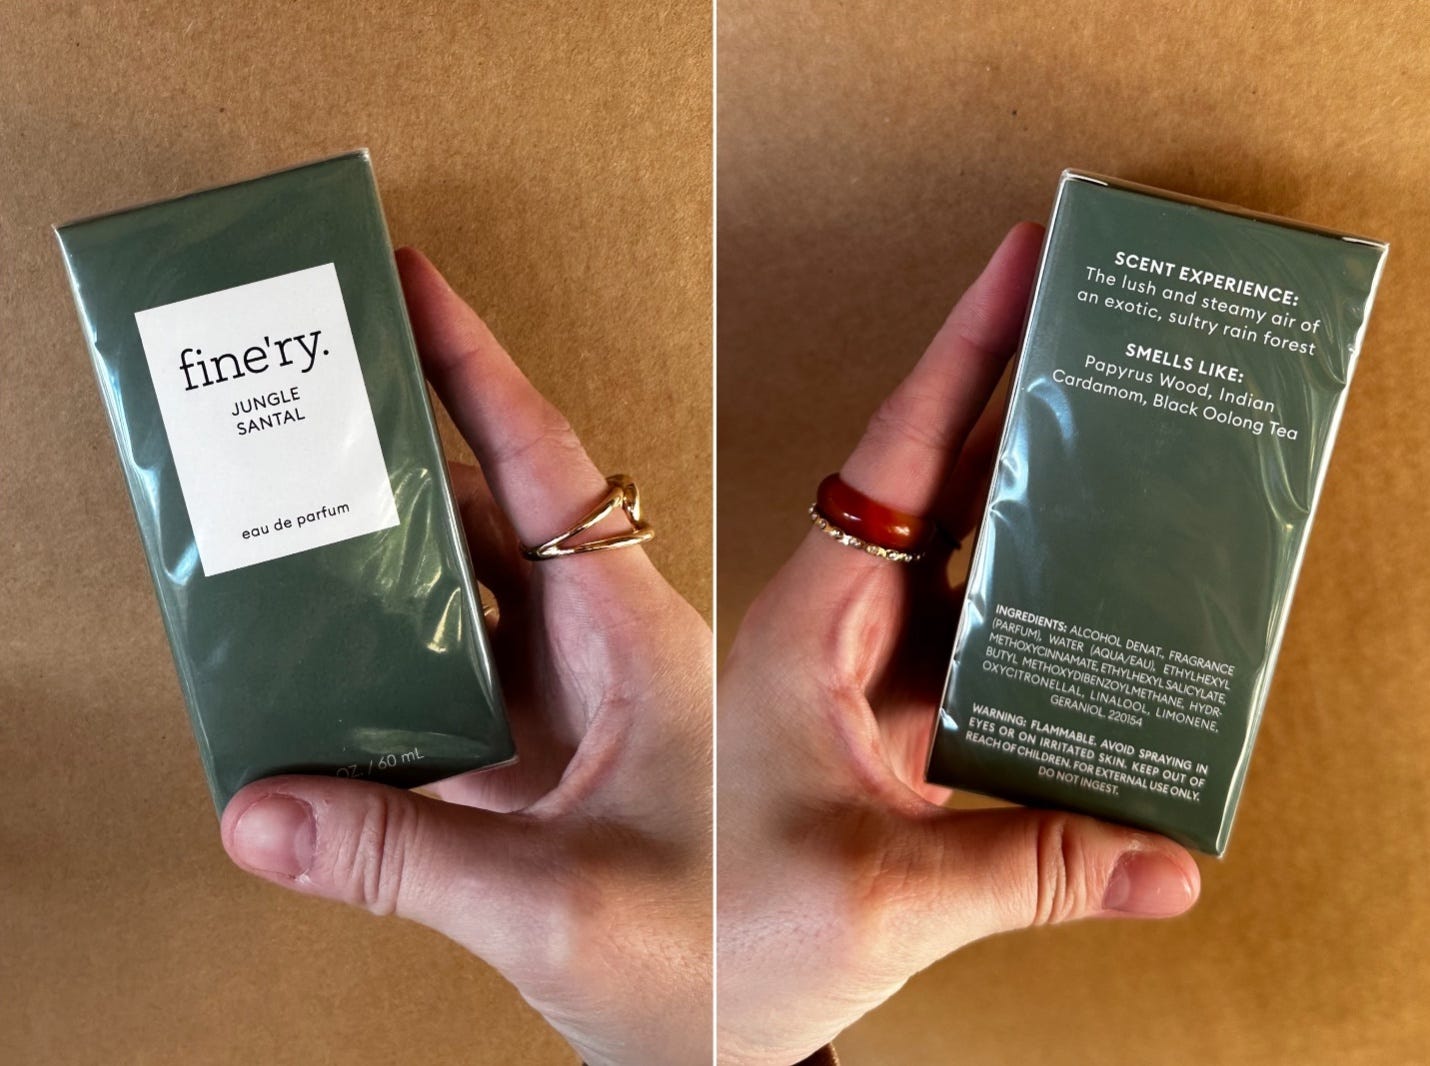 fine'ry.
JUNGLE
SANTAL
eau de parfum
OZ. / 60 mL
SCENT EXPERIENCE:
The lush and steamy air of
an exotic, sultry rain forest
SMELLS LIKE:
Papyrus Wood, Indian
Cardamom, Black Oolong Tea
INGREDIENTS: ALCOHOL DENAT., FRAGRANCE
(PARFUM), WATER (AQUA/EAU), ETHYLHEXYL
METHOXYCINNAMATE, ETHYLHEXYL SALICYLATE,
BUTYL METHOXYDIBENZOYLMETHANE, HYDR-
OXYCITRONELLAL, LINALOOL, LIMONENE,
GERANIOL. 220154
WARNING: FLAMMABLE. AVOID SPRAYING IN
EYES OR ON IRRITATED SKIN. KEEP OUT OF
REACH OF CHILDREN. FOR EXTERNAL USE ONLY.
DO NOT INGEST.